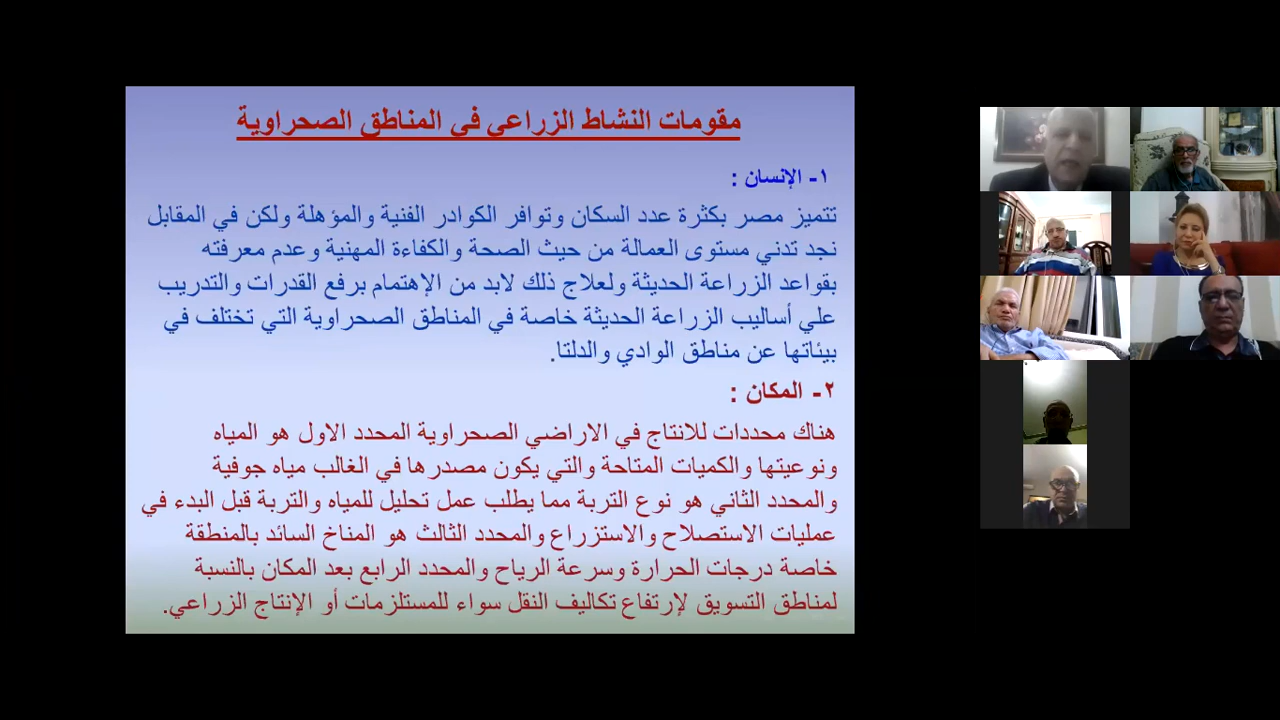 مقومات النشاط الزراعي في المناطق الصحراوية
١- الإنسان :
تتميز مصر بكثرة عدد السكان وتوافر الكوادر الفنية والمؤهلة ولكن في المقابل
نجد تدني مستوى العمالة من حيث الصحة والكفاءة المهنية وعدم معرفته
بقواعد الزراعة الحديثة ولعلاج ذلك لابد من الإهتمام برفع القدرات والتدريب
علي أساليب الزراعة الحديثة خاصة في المناطق الصحراوية التي تختلف في
بيئاتها عن مناطق الوادي والدلتا.
٢- المكان :
هناك محددات للانتاج في الاراضي الصحراوية المحدد الاول هو المياه
ونوعيتها والكميات المتاحة والتي يكون مصدرها في الغالب مياه جوفية
والمحدد الثاني هو نوع التربة مما يطلب عمل تحليل للمياه والتربة قبل البدء في
عمليات الاستصلاح والاستزراع والمحدد الثالث هو المناخ السائد بالمنطقة
خاصة درجات الحرارة وسرعة الرياح والمحدد الرابع بعد المكان بالنسبة
لمناطق التسويق لإرتفاع تكاليف النقل سواء للمستلزمات أو الإنتاج الزراعي.